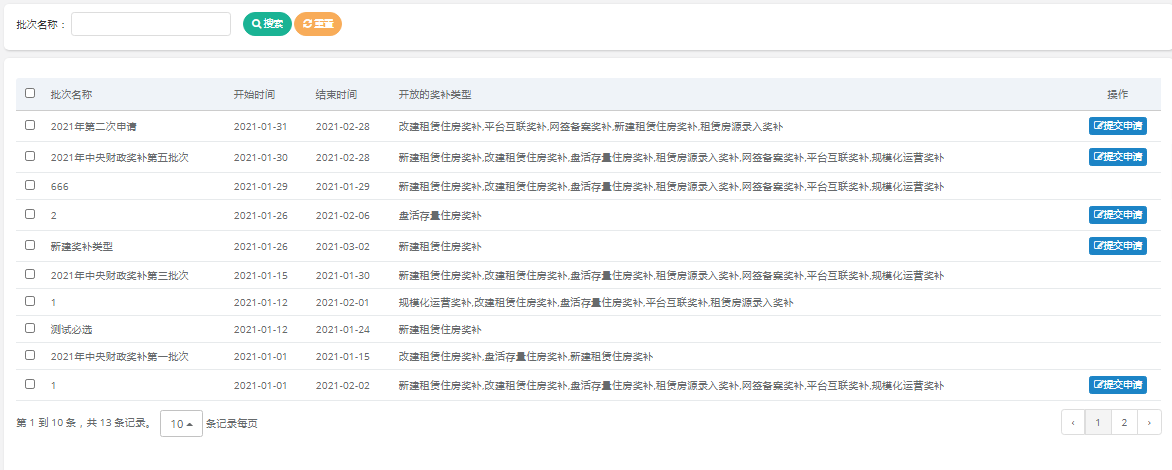 批次名称： 搜索 重置
批次名称 开始时间 结束时间 开放的奖补类型 操作
2021年第二次申请 2021-01-31 2021-02-28 改建租赁住房奖补,平台互联奖补,网签备案奖补,新建租赁住房奖补,租赁房源录入奖补 提交申请
2021年中央财政奖补第五批次 2021-01-30 2021-02-28 新建租赁住房奖补,改建租赁住房奖补,盘活存量住房奖补,租赁房源录入奖补,网签备案奖补,平台互联奖补,规模化运营奖补 提交申请
666 2021-01-29 2021-01-29 新建租赁住房奖补,改建租赁住房奖补,盘活存量住房奖补,租赁房源录入奖补,网签备案奖补,平台互联奖补,规模化运营奖补
2 2021-01-26 2021-02-06 盘活存量住房奖补 提交申请
新建奖补类型 2021-01-26 2021-03-02 新建租赁住房奖补 提交申请
2021年中央财政奖补第三批次 2021-01-15 2021-01-30 新建租赁住房奖补,改建租赁住房奖补,盘活存量住房奖补,租赁房源录入奖补,网签备案奖补,平台互联奖补,规模化运营奖补
1 2021-01-12 2021-02-01 规模化运营奖补,改建租赁住房奖补,盘活存量住房奖补,平台互联奖补,租赁房源录入奖补
测试必选 2021-01-12 2021-01-24 新建租赁住房奖补
2021年中央财政奖补第一批次 2021-01-01 2021-01-15 改建租赁住房奖补,盘活存量住房奖补,新建租赁住房奖补
1 2021-01-01 2021-02-02 新建租赁住房奖补,改建租赁住房奖补,盘活存量住房奖补,租赁房源录入奖补,网签备案奖补,平台互联奖补,规模化运营奖补 提交申请
第 1 到 10 条，共 13 条记录。 10 条记录每页 ‹ 1 2 ›